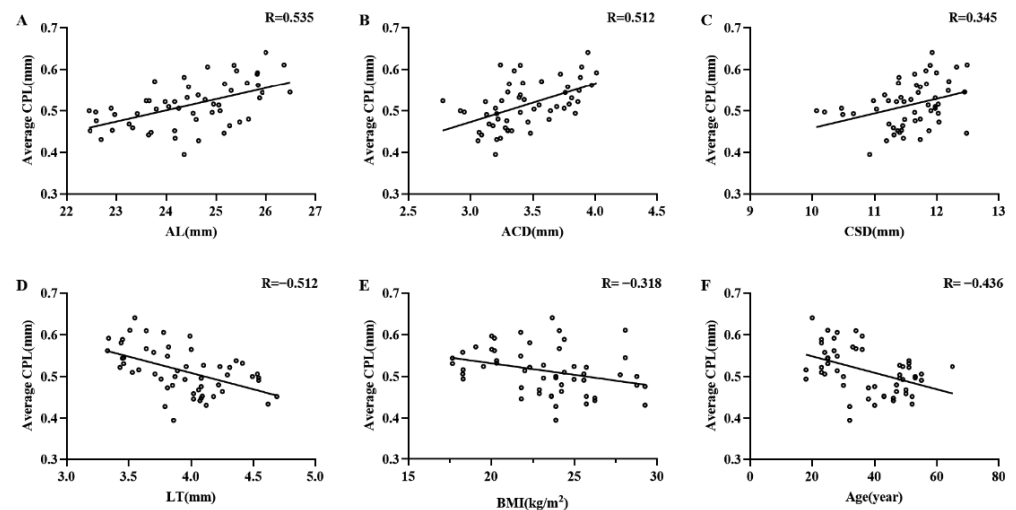 A
R=0.535
0.7
0.6
0.5
0.4
0.3
Average CPL(mm)
22 23 24 25 26 27
AL(mm)
B
R=0.512
0.7
0.6
0.5
0.4
0.3
Average CPL(mm)
2.5 3.0 3.5 4.0 4.5
ACD(mm)
C
R=0.345
0.7
0.6
0.5
0.4
0.3
Average CPL(mm)
9 10 11 12 13
CSD(mm)
D
R=−0.512
0.7
0.6
0.5
0.4
0.3
Average CPL(mm)
3.0 3.5 4.0 4.5 5.0
LT(mm)
E
R= −0.318
0.7
0.6
0.5
0.4
0.3
Average CPL(mm)
15 20 25 30
BMI(kg/m²)
F
R= −0.436
0.7
0.6
0.5
0.4
0.3
Average CPL(mm)
0 20 40 60 80
Age(year)